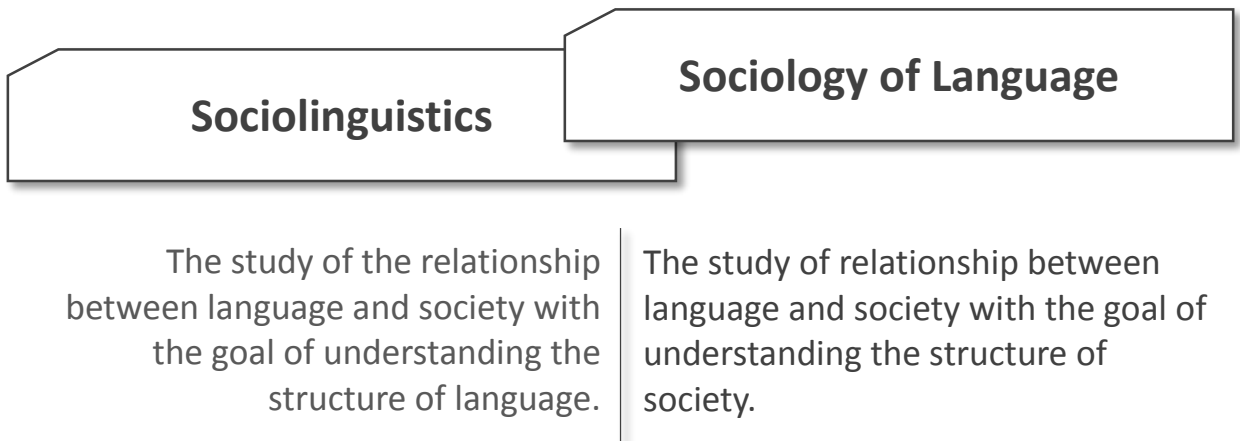 Sociolinguistics
Sociology of Language
The study of the relationship
between language and society with
the goal of understanding the
structure of language.
The study of relationship between
language and society with the goal of
understanding the structure of
society.